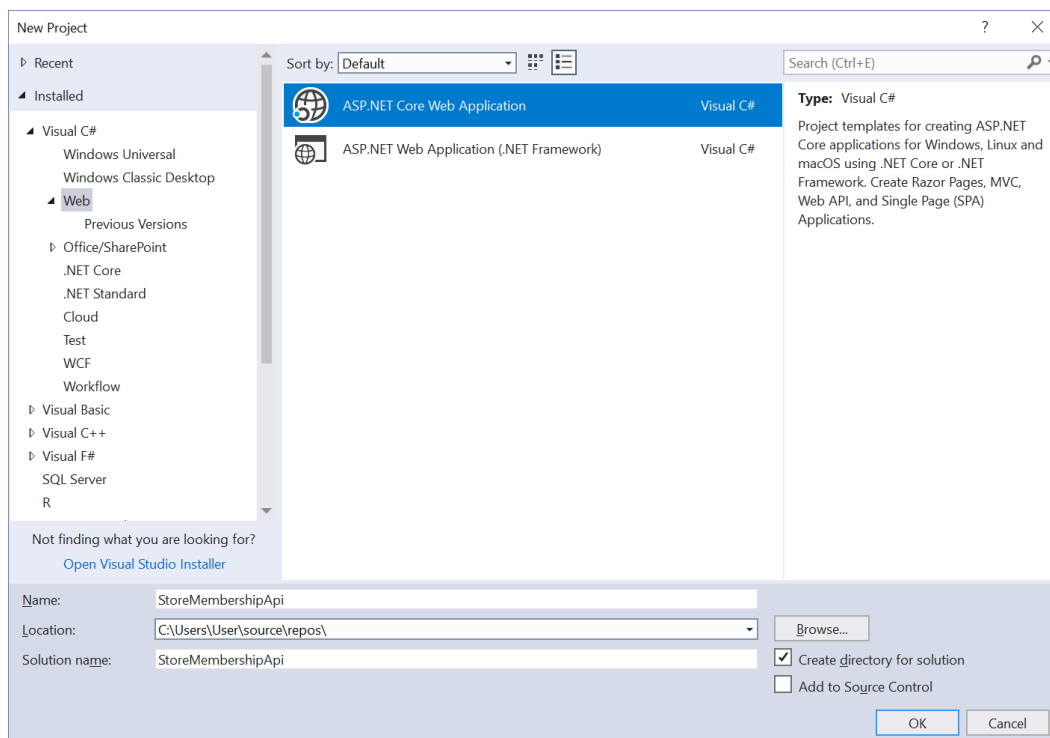 New Project
?
Recent
Installed
Visual C#
Windows Universal
Windows Classic Desktop
Web
Previous Versions
Office/SharePoint
.NET Core
.NET Standard
Cloud
Test
WCF
Workflow
Visual Basic
Visual C++
Visual F#
SQL Server
R
Not finding what you are looking for?
Open Visual Studio Installer
Sort by: Default
ASP.NET Core Web Application Visual C#
ASP.NET Web Application (.NET Framework) Visual C#
Search (Ctrl+E)
Type: Visual C#
Project templates for creating ASP.NET
Core applications for Windows, Linux and
macOS using .NET Core or .NET
Framework. Create Razor Pages, MVC,
Web API, and Single Page (SPA)
Applications.
Name: StoreMembershipApi
Location: C:\Users\User\source\repos\
Browse...
Solution name: StoreMembershipApi
Create directory for solution
Add to Source Control
OK Cancel